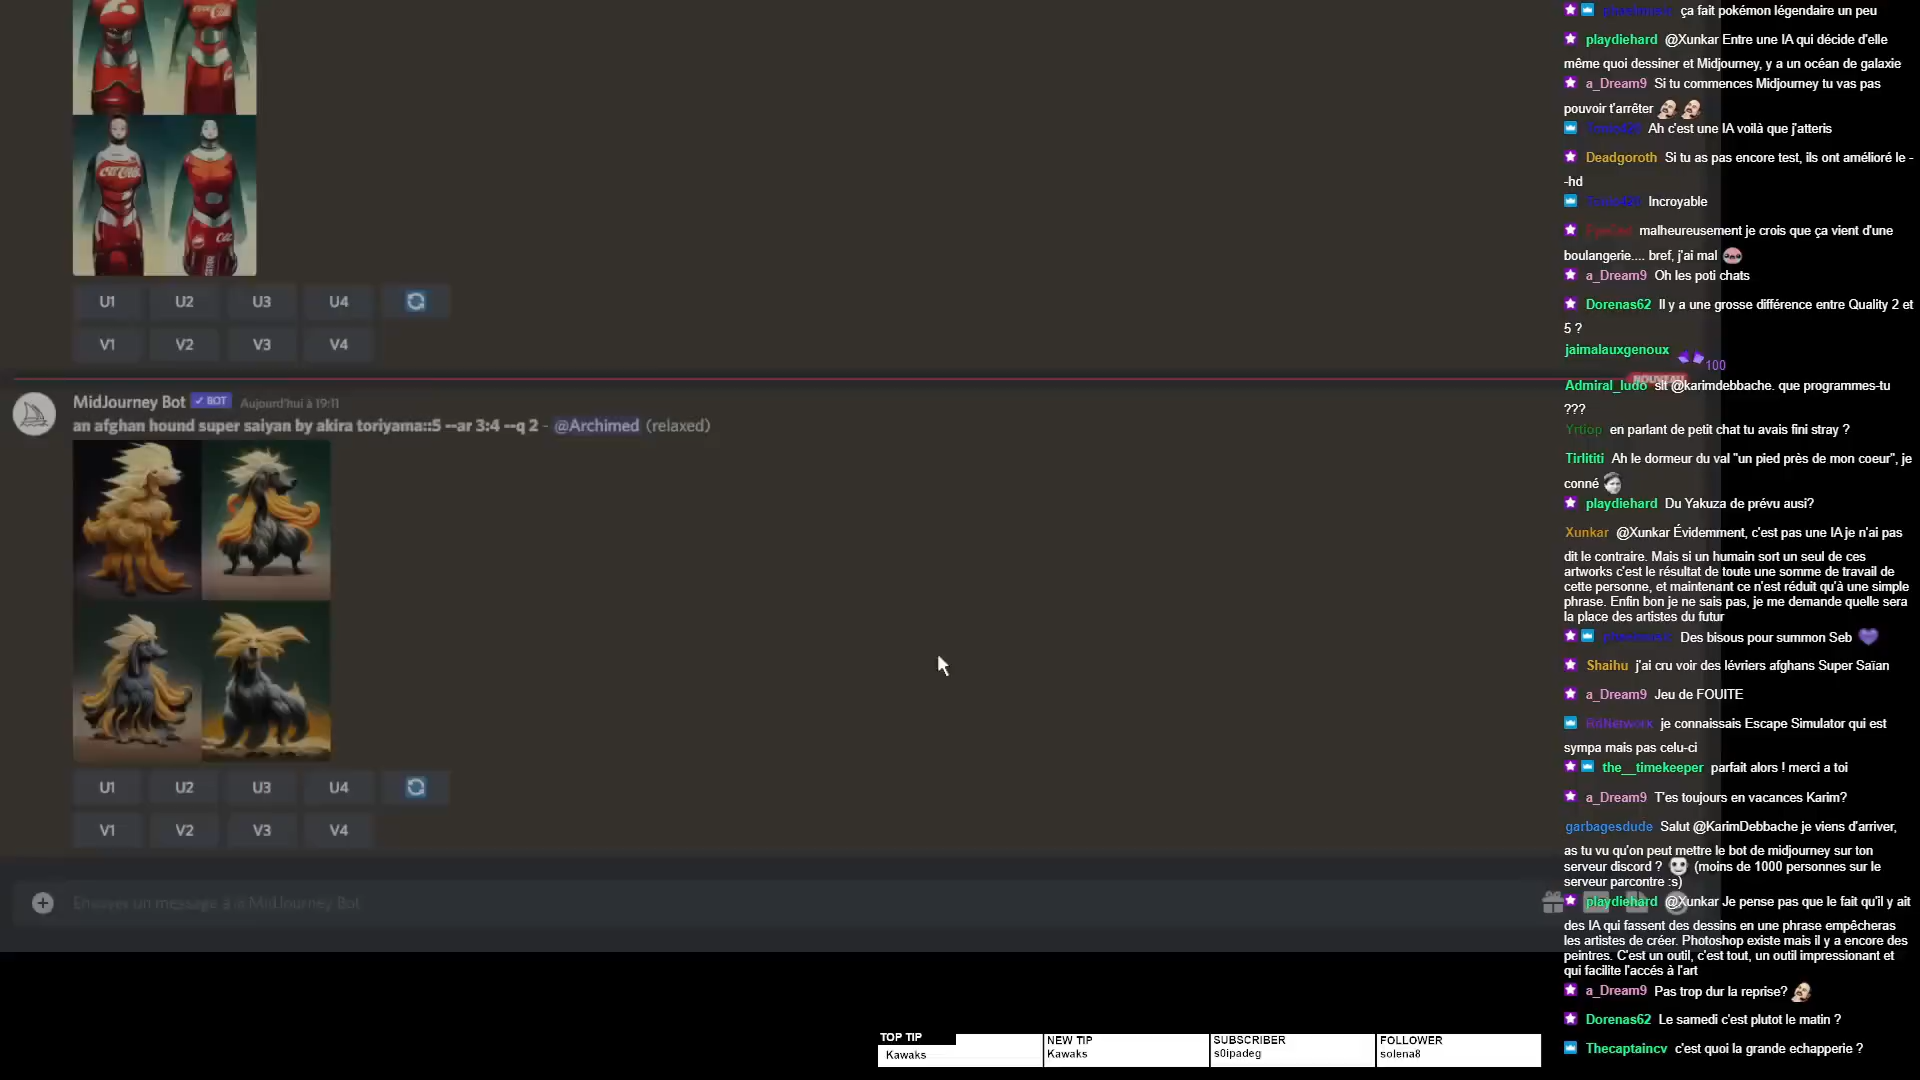 U1 U2 U3 U4
V1 V2 V3 V4
NOUVEAU
MidJourney Bot ✓ BOT Aujourd'hui à 19:11
an afghan hound super saiyan by akira toriyama::5 --ar 3:4 --q 2 - @Archimed (relaxed)
U1 U2 U3 U4
V1 V2 V3 V4
Envoyer un message à @MidJourney Bot
ça fait pokémon légendaire un peu
playdiehard @Xunkar Entre une IA qui décide d'elle
même quoi dessiner et Midjourney, y a un océan de galaxie
a_Dream9 Si tu commences Midjourney tu vas pas
pouvoir t'arrêter
Ah c'est une IA voilà que j'atteris
Deadgoroth Si tu as pas encore test, ils ont amélioré le -
-hd
Incroyable
malheureusement je crois que ça vient d'une
boulangerie.... bref, j'ai mal
a_Dream9 Oh les poti chats
Dorenas62 Il y a une grosse différence entre Quality 2 et
5 ?
jaimalauxgenoux 100
Admiral_ludo slt @karimdebbache. que programmes-tu
???
Yrtiop en parlant de petit chat tu avais fini stray ?
Tirlititi Ah le dormeur du val "un pied près de mon coeur", je
conné
playdiehard Du Yakuza de prévu ausi?
Xunkar @Xunkar Évidemment, c'est pas une IA je n'ai pas
dit le contraire. Mais si un humain sort un seul de ces
artworks c'est le résultat de toute une somme de travail de
cette personne, et maintenant ce n'est réduit qu'à une simple
phrase. Enfin bon je ne sais pas, je me demande quelle sera
la place des artistes du futur
Des bisous pour summon Seb
Shaihu j'ai cru voir des lévriers afghans Super Saïan
a_Dream9 Jeu de FOUITE
RdNetwork je connaissais Escape Simulator qui est
sympa mais pas celui-ci
the__timekeeper parfait alors ! merci a toi
a_Dream9 T'es toujours en vacances Karim?
garbagesdude Salut @KarimDebbache je viens d'arriver,
as tu vu qu'on peut mettre le bot de midjourney sur ton
serveur discord ? (moins de 1000 personnes sur le
serveur parcontre :s)
playdiehard @Xunkar Je pense pas que le fait qu'il y ait
des IA qui fassent des dessins en une phrase empêcheras
les artistes de créer. Photoshop existe mais il y a encore des
peintres. C'est un outil, c'est tout, un outil impressionant et
qui facilite l'accés à l'art
a_Dream9 Pas trop dur la reprise?
Dorenas62 Le samedi c'est plutot le matin ?
Thecaptaincv c'est quoi la grande echapperie ?
TOP TIP
Kawaks
NEW TIP
Kawaks
SUBSCRIBER
s0ipadeg
FOLLOWER
solena8